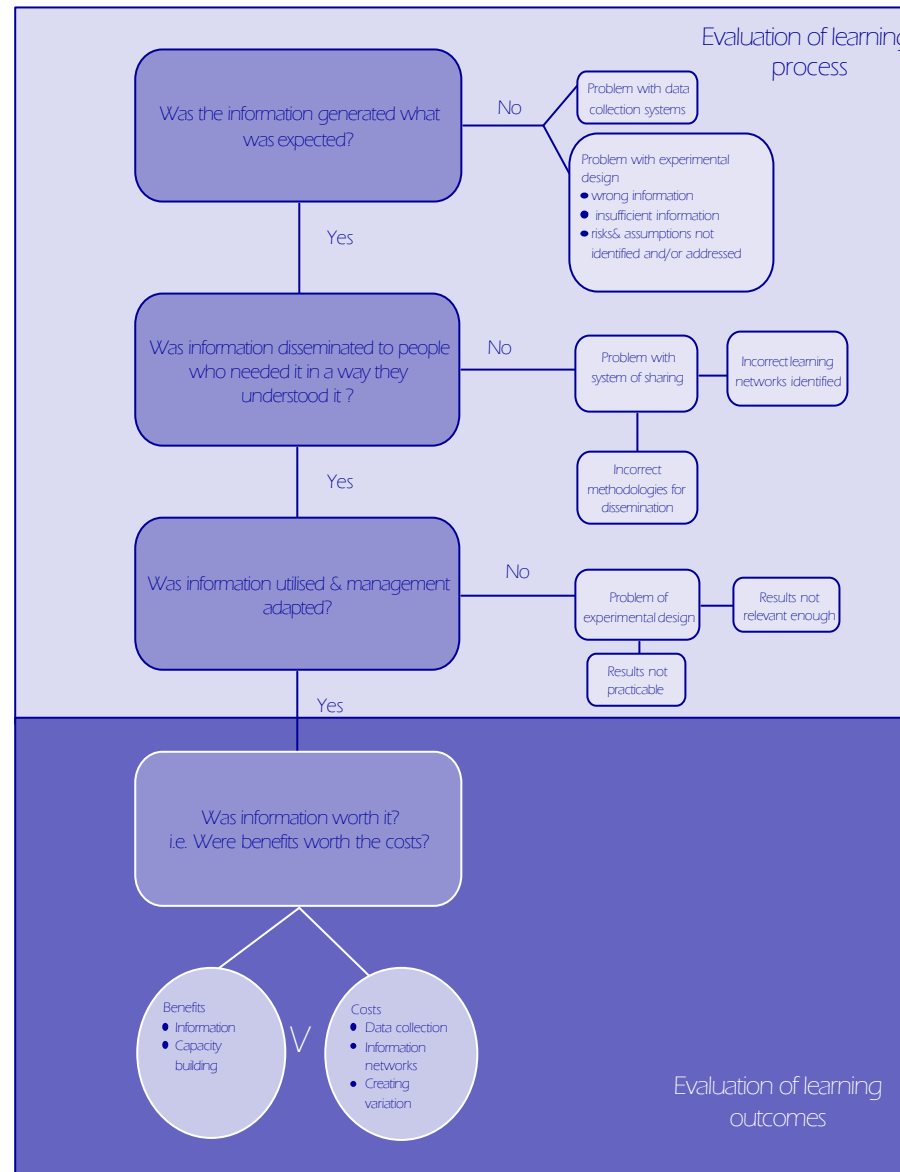 Evaluation of learning
process
Was the information generated what
was expected?
No
Problem with data
collection systems
Problem with experimental
design
● wrong information
● insufficient information
● risks& assumptions not
identified and/or addressed
Yes
Was information disseminated to people
who needed it in a way they
understood it ?
No
Problem with
system of sharing
Incorrect learning
networks identified
Incorrect
methodologies for
dissemination
Yes
Was information utilised & management
adapted?
No
Problem of
experimental design
Results not
relevant enough
Results not
practicable
Yes
Was information worth it?
i.e. Were benefits worth the costs?
Benefits
● Information
● Capacity
building
V
Costs
● Data collection
● Information
networks
● Creating
variation
Evaluation of learning
outcomes